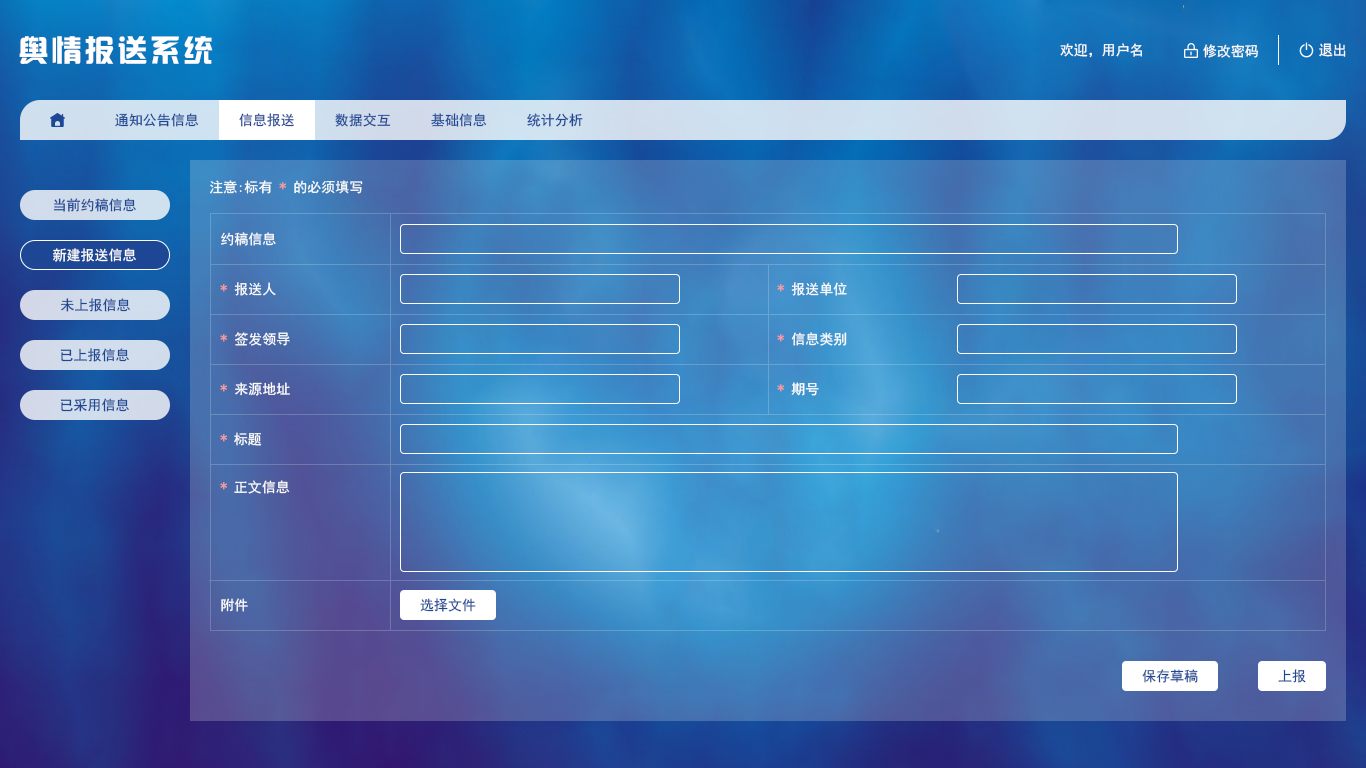 舆情报送系统
欢迎，用户名 修改密码 退出
通知公告信息 信息报送 数据交互 基础信息 统计分析
当前约稿信息
新建报送信息
未上报信息
已上报信息
已采用信息
注意:标有 * 的必须填写
约稿信息
* 报送人 * 报送单位
* 签发领导 * 信息类别
* 来源地址 * 期号
* 标题
* 正文信息
附件 选择文件
保存草稿 上报